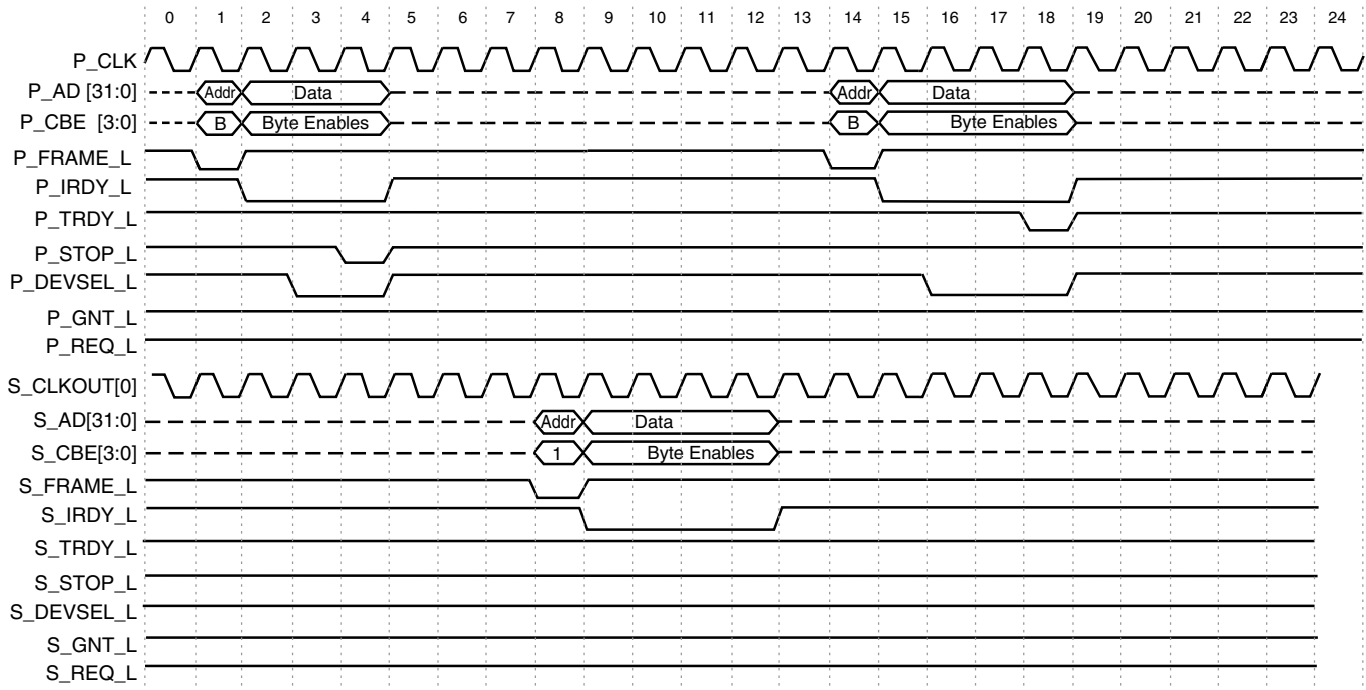 0 1 2 3 4 5 6 7 8 9 10 11 12 13 14 15 16 17 18 19 20 21 22 23 24
P_CLK
P_AD [31:0] Addr Data Addr Data
P_CBE [3:0] B Byte Enables B Byte Enables
P_FRAME_L
P_IRDY_L
P_TRDY_L
P_STOP_L
P_DEVSEL_L
P_GNT_L
P_REQ_L
S_CLKOUT[0]
S_AD[31:0] Addr Data
S_CBE[3:0] 1 Byte Enables
S_FRAME_L
S_IRDY_L
S_TRDY_L
S_STOP_L
S_DEVSEL_L
S_GNT_L
S_REQ_L